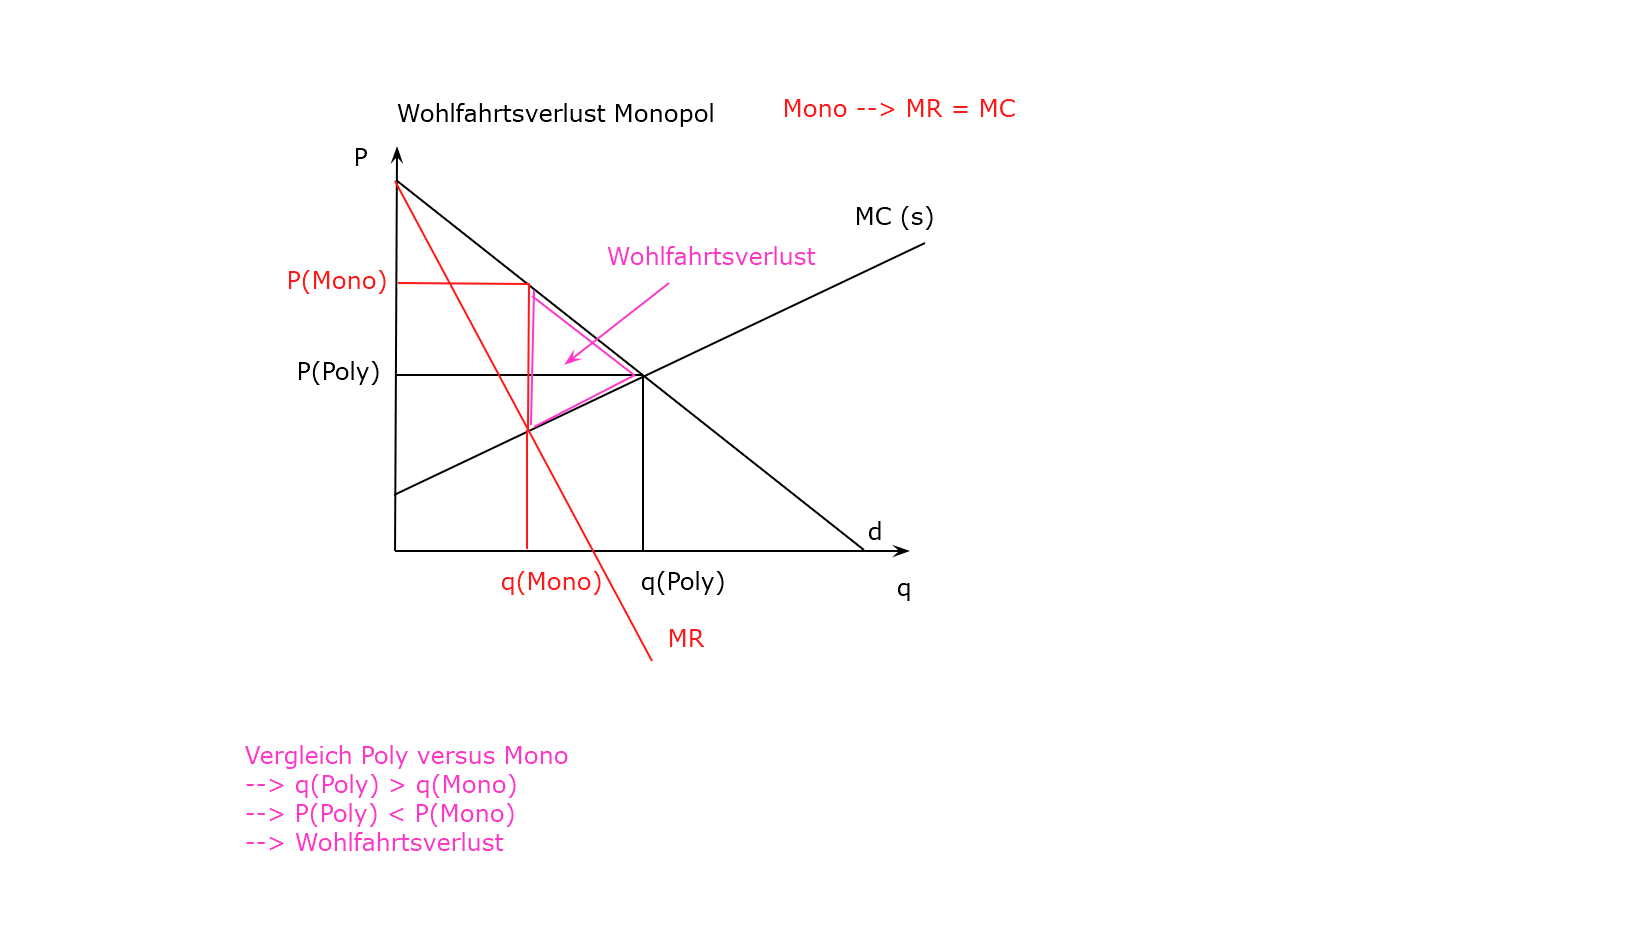 Wohlfahrtsverlust Monopol
Mono --> MR = MC
P
MC (s)
Wohlfahrtsverlust
P(Mono)
P(Poly)
d
q(Mono)
q(Poly)
q
MR
Vergleich Poly versus Mono
--> q(Poly) > q(Mono)
--> P(Poly) < P(Mono)
--> Wohlfahrtsverlust